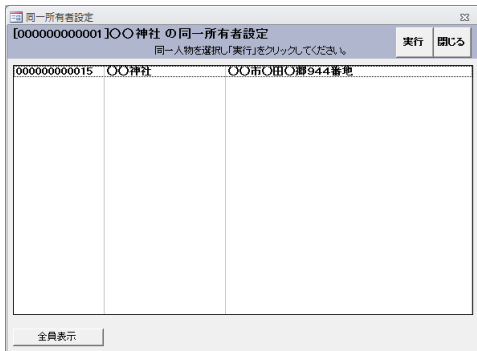 同一所有者設定
[000000000001]〇〇神社 の同一所有者設定
同一人物を選択し「実行」をクリックしてください。
実行 閉じる
000000000015 〇〇神社 〇〇市〇田〇郷944番地
全員表示